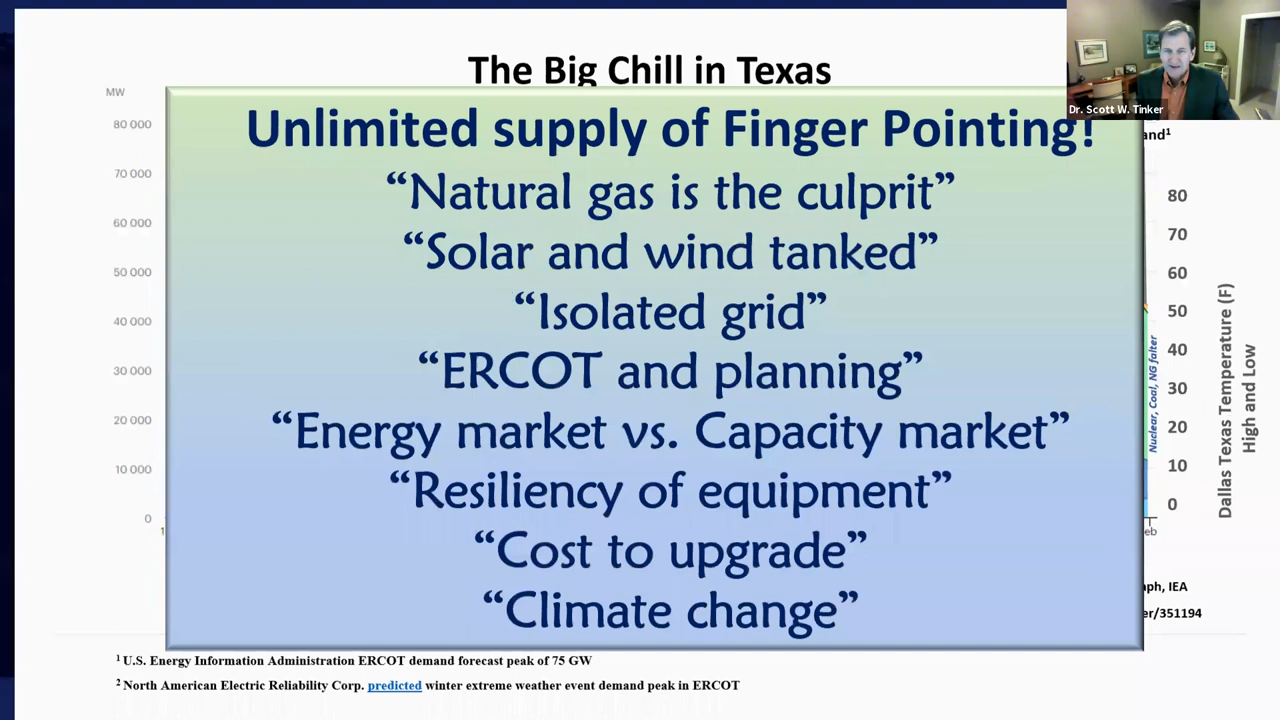 The Big Chill in Texas
Dr. Scott W. Tinker
MW
and¹
Unlimited supply of Finger Pointing!
“Natural gas is the culprit”
“Solar and wind tanked”
“Isolated grid”
“ERCOT and planning”
“Energy market vs. Capacity market”
“Resiliency of equipment”
“Cost to upgrade”
“Climate change”
80 000
70 000
60 000
50 000
40 000
30 000
20 000
10 000
0
1
80
70
60
50
40
30
20
10
0
Nuclear, Coal, NG falter
Dallas Texas Temperature (F)
High and Low
eb
aph, IEA
er/351194
¹ U.S. Energy Information Administration ERCOT demand forecast peak of 75 GW
² North American Electric Reliability Corp. predicted winter extreme weather event demand peak in ERCOT